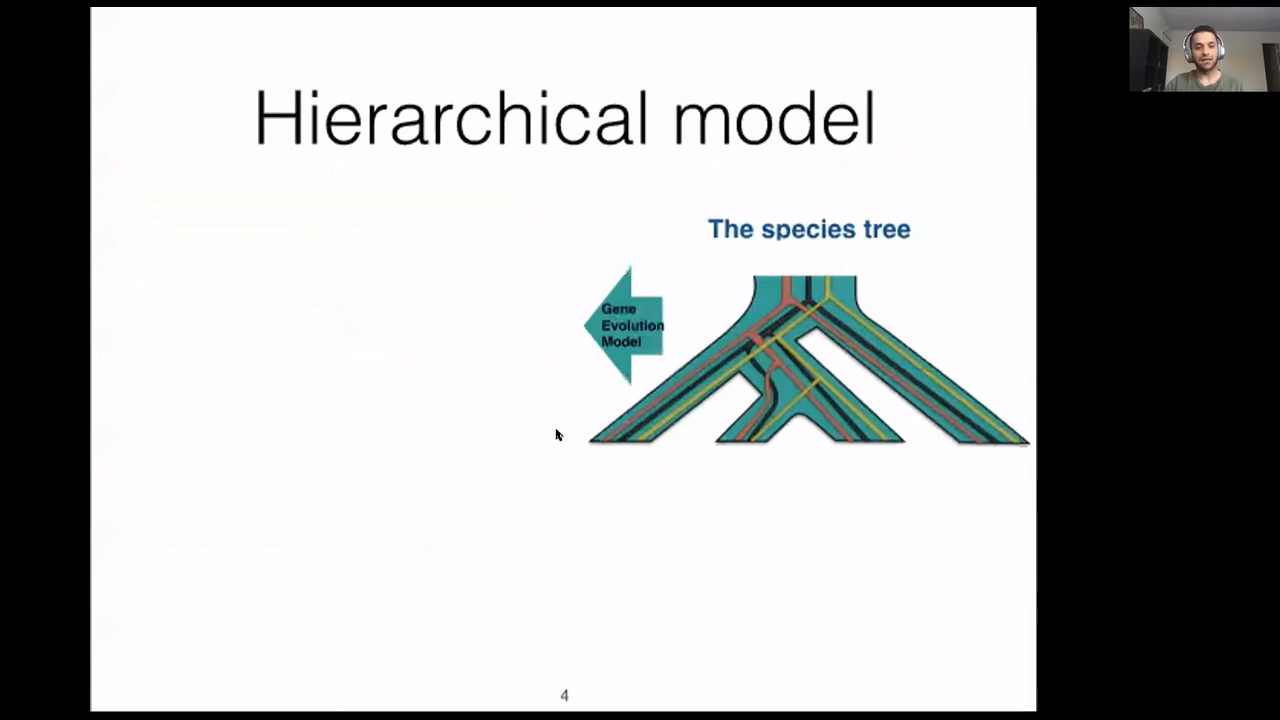 Hierarchical model
The species tree
Gene
Evolution
Model
4